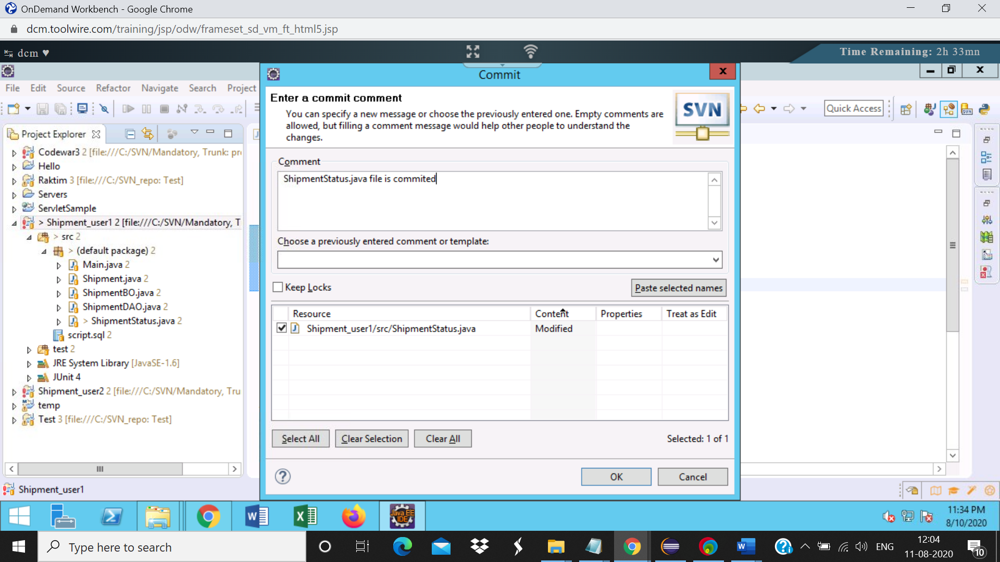 OnDemand Workbench - Google Chrome
dcm.toolwire.com/training/jsp/odw/frameset_sd_vm_ft_html5.jsp
dcm ♥
Time Remaining: 2h 33mn
Commit
File Edit Source Refactor Navigate Search Project
Enter a commit comment
You can specify a new message or choose the previously entered one. Empty comments are
allowed, but filling a comment message would help other people to understand the
changes.
SVN
Quick Access
SVN
Project Explorer
Codewar3 2 [file:///C:/SVN/Mandatory, Trunk: pr
Hello
Raktim 3 [file:///C:/SVN_repo: Test]
Servers
ServletSample
> Shipment_user1 2 [file:///C:/SVN/Mandatory, T
> src 2
> (default package) 2
Main.java 2
Shipment.java 2
ShipmentBO.java 2
ShipmentDAO.java 2
> ShipmentStatus.java 2
script.sql 2
test 2
JRE System Library [JavaSE-1.6]
JUnit 4
Shipment_user2 2 [file:///C:/SVN/Mandatory, Tru
temp
Test 3 [file:///C:/SVN_repo: Test]
Comment
ShipmentStatus.java file is commited
Choose a previously entered comment or template:
Keep Locks
Paste selected names
Resource Content Properties Treat as Edit
Shipment_user1/src/ShipmentStatus.java Modified
Select All
Clear Selection
Clear All
Selected: 1 of 1
OK
Cancel
Shipment_user1
Java EE
IDE
11:34 PM
8/10/2020
Type here to search
ENG
12:04
11-08-2020
10